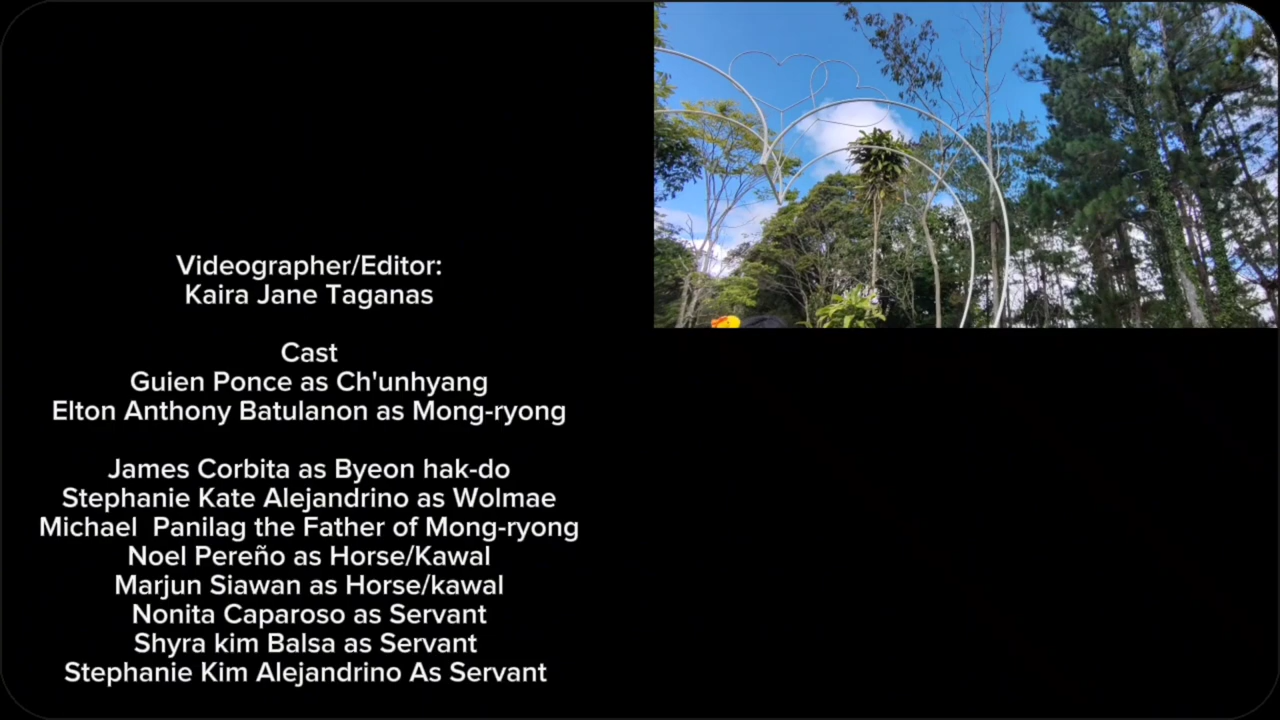 Videographer/Editor:
Kaira Jane Taganas
Cast
Guien Ponce as Ch'unhyang
Elton Anthony Batulanon as Mong-ryong
James Corbita as Byeon hak-do
Stephanie Kate Alejandrino as Wolmae
Michael  Panilag the Father of Mong-ryong
Noel Pereño as Horse/Kawal
Marjun Siawan as Horse/kawal
Nonita Caparoso as Servant
Shyra kim Balsa as Servant
Stephanie Kim Alejandrino As Servant